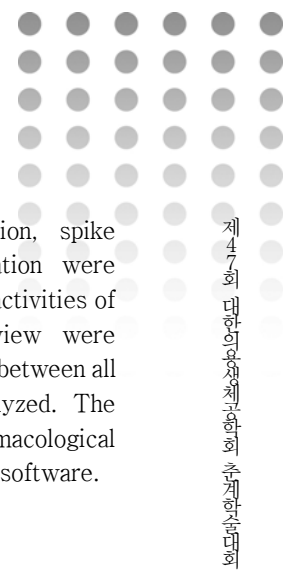 ion, spike
ation were
activities of
view were
between all
lyzed. The
macological
software.
제47회 대한의용생체공학회 춘계학술대회